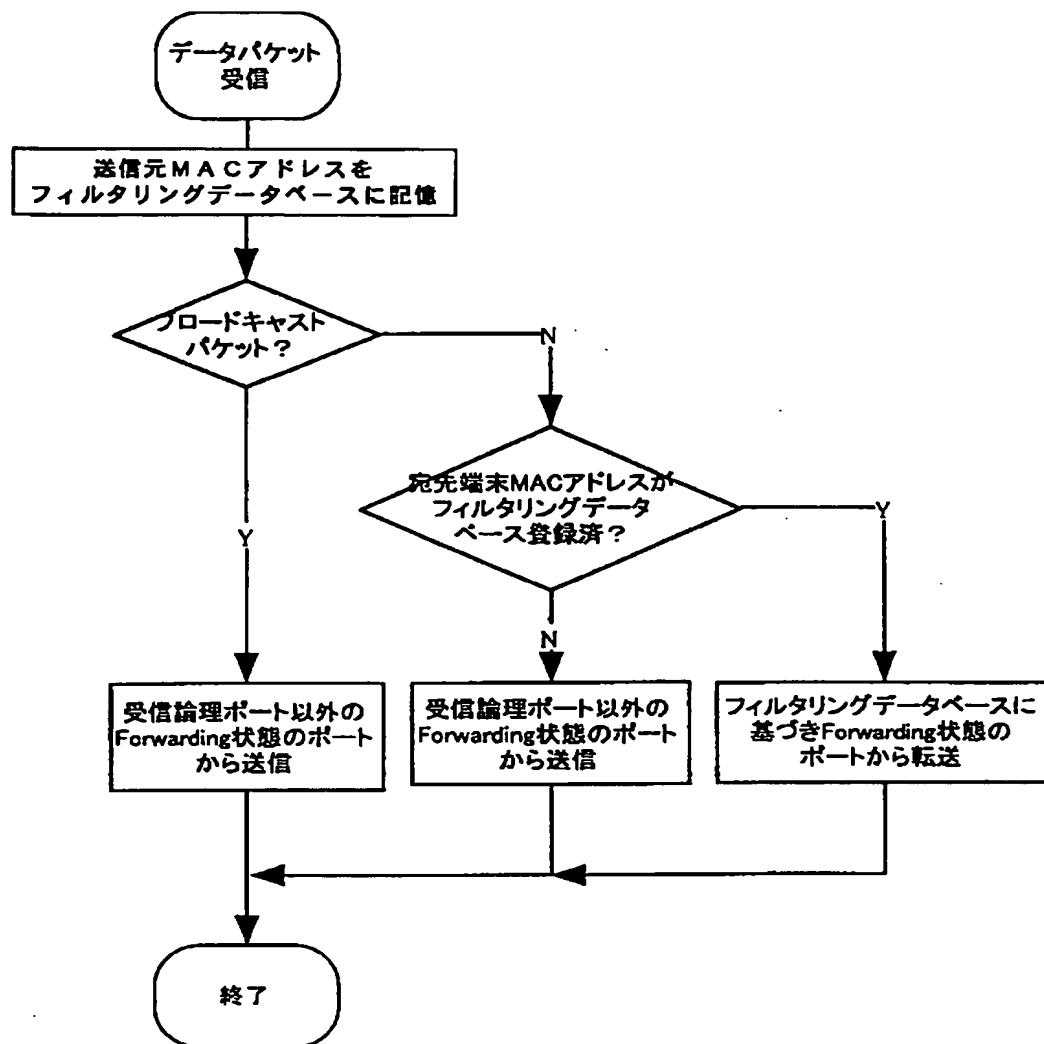 データパケット
受信
送信元MACアドレスを
フィルタリングデータベースに記憶
ブロードキャスト
パケット？
N
宛先端末MACアドレスが
フィルタリングデータ
ベース登録済？
Y
Y
N
受信論理ポート以外の
Forwarding状態のポート
から送信
受信論理ポート以外の
Forwarding状態のポート
から送信
フィルタリングデータベースに
基づきForwarding状態の
ポートから転送
終了